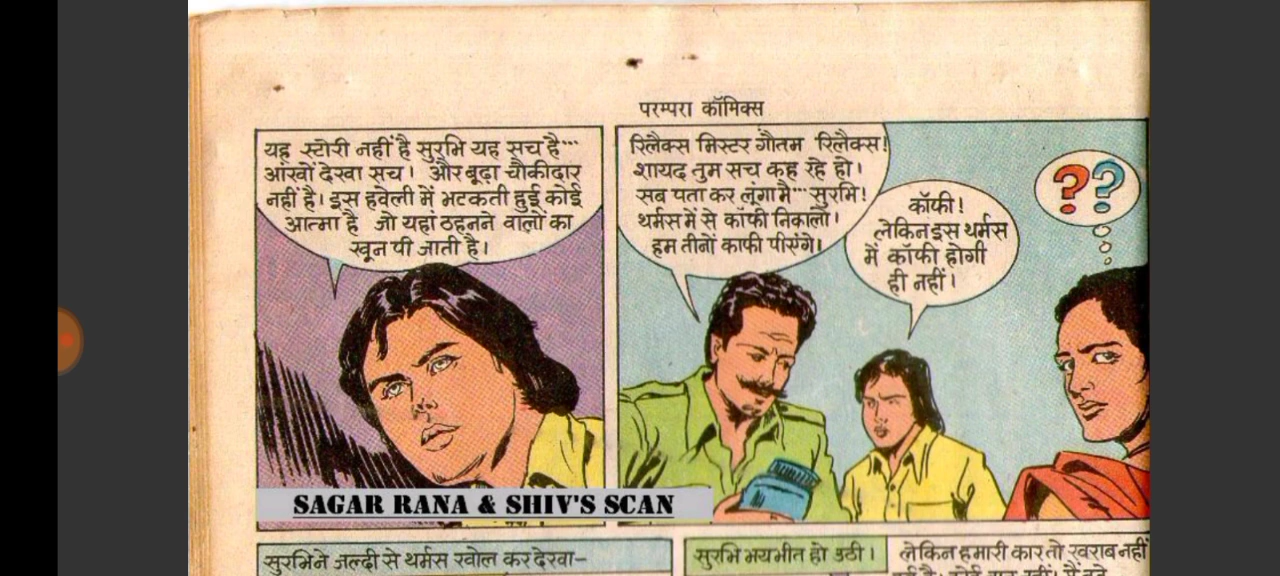 परम्परा कॉमिक्स
यह स्टोरी नहीं है सुरभि यह सच है...
आंखों देखा सच। और बूढ़ा चौकीदार
नहीं है। इस हवेली में भटकती हुई कोई
आत्मा है जो यहां ठहनने वालों का
खून पी जाती है।
रिलैक्स मिस्टर गौतम रिलैक्स!
शायद तुम सच कह रहे हो।
सब पता कर लूंगा मै... सुरभि!
थर्मस में से कॉफी निकालो।
हम तीनों काफी पीएंगे।
कॉफी!
लेकिन इस थर्मस
में कॉफी होगी
ही नहीं।
??
SAGAR RANA & SHIV'S SCAN
सुरभि ने जल्दी से थर्मस खोल कर देखा-
सुरभि भयभीत हो उठी।
लेकिन हमारी कार तो खराब नहीं